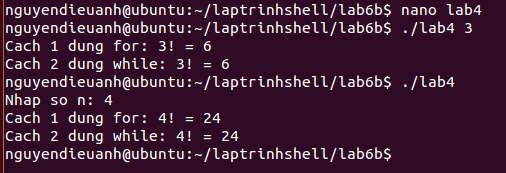 nguyendieuanh@ubuntu:~/laptrinhshell/lab6b$ nano lab4
nguyendieuanh@ubuntu:~/laptrinhshell/lab6b$ ./lab4 3
Cach 1 dung for: 3! = 6
Cach 2 dung while: 3! = 6
nguyendieuanh@ubuntu:~/laptrinhshell/lab6b$ ./lab4
Nhap so n: 4
Cach 1 dung for: 4! = 24
Cach 2 dung while: 4! = 24
nguyendieuanh@ubuntu:~/laptrinhshell/lab6b$